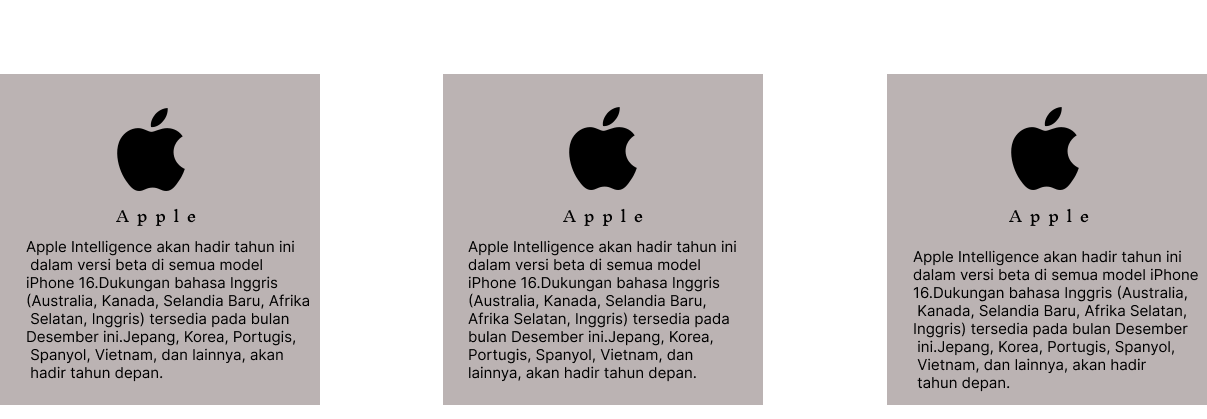 Apple
Apple Intelligence akan hadir tahun ini
dalam versi beta di semua model
iPhone 16.Dukungan bahasa Inggris
(Australia, Kanada, Selandia Baru, Afrika
Selatan, Inggris) tersedia pada bulan
Desember ini.Jepang, Korea, Portugis,
Spanyol, Vietnam, dan lainnya, akan
hadir tahun depan.
Apple
Apple Intelligence akan hadir tahun ini
dalam versi beta di semua model
iPhone 16.Dukungan bahasa Inggris
(Australia, Kanada, Selandia Baru,
Afrika Selatan, Inggris) tersedia pada
bulan Desember ini.Jepang, Korea,
Portugis, Spanyol, Vietnam, dan
lainnya, akan hadir tahun depan.
Apple
Apple Intelligence akan hadir tahun ini
dalam versi beta di semua model iPhone
16.Dukungan bahasa Inggris (Australia,
Kanada, Selandia Baru, Afrika Selatan,
Inggris) tersedia pada bulan Desember
ini.Jepang, Korea, Portugis, Spanyol,
Vietnam, dan lainnya, akan hadir
tahun depan.